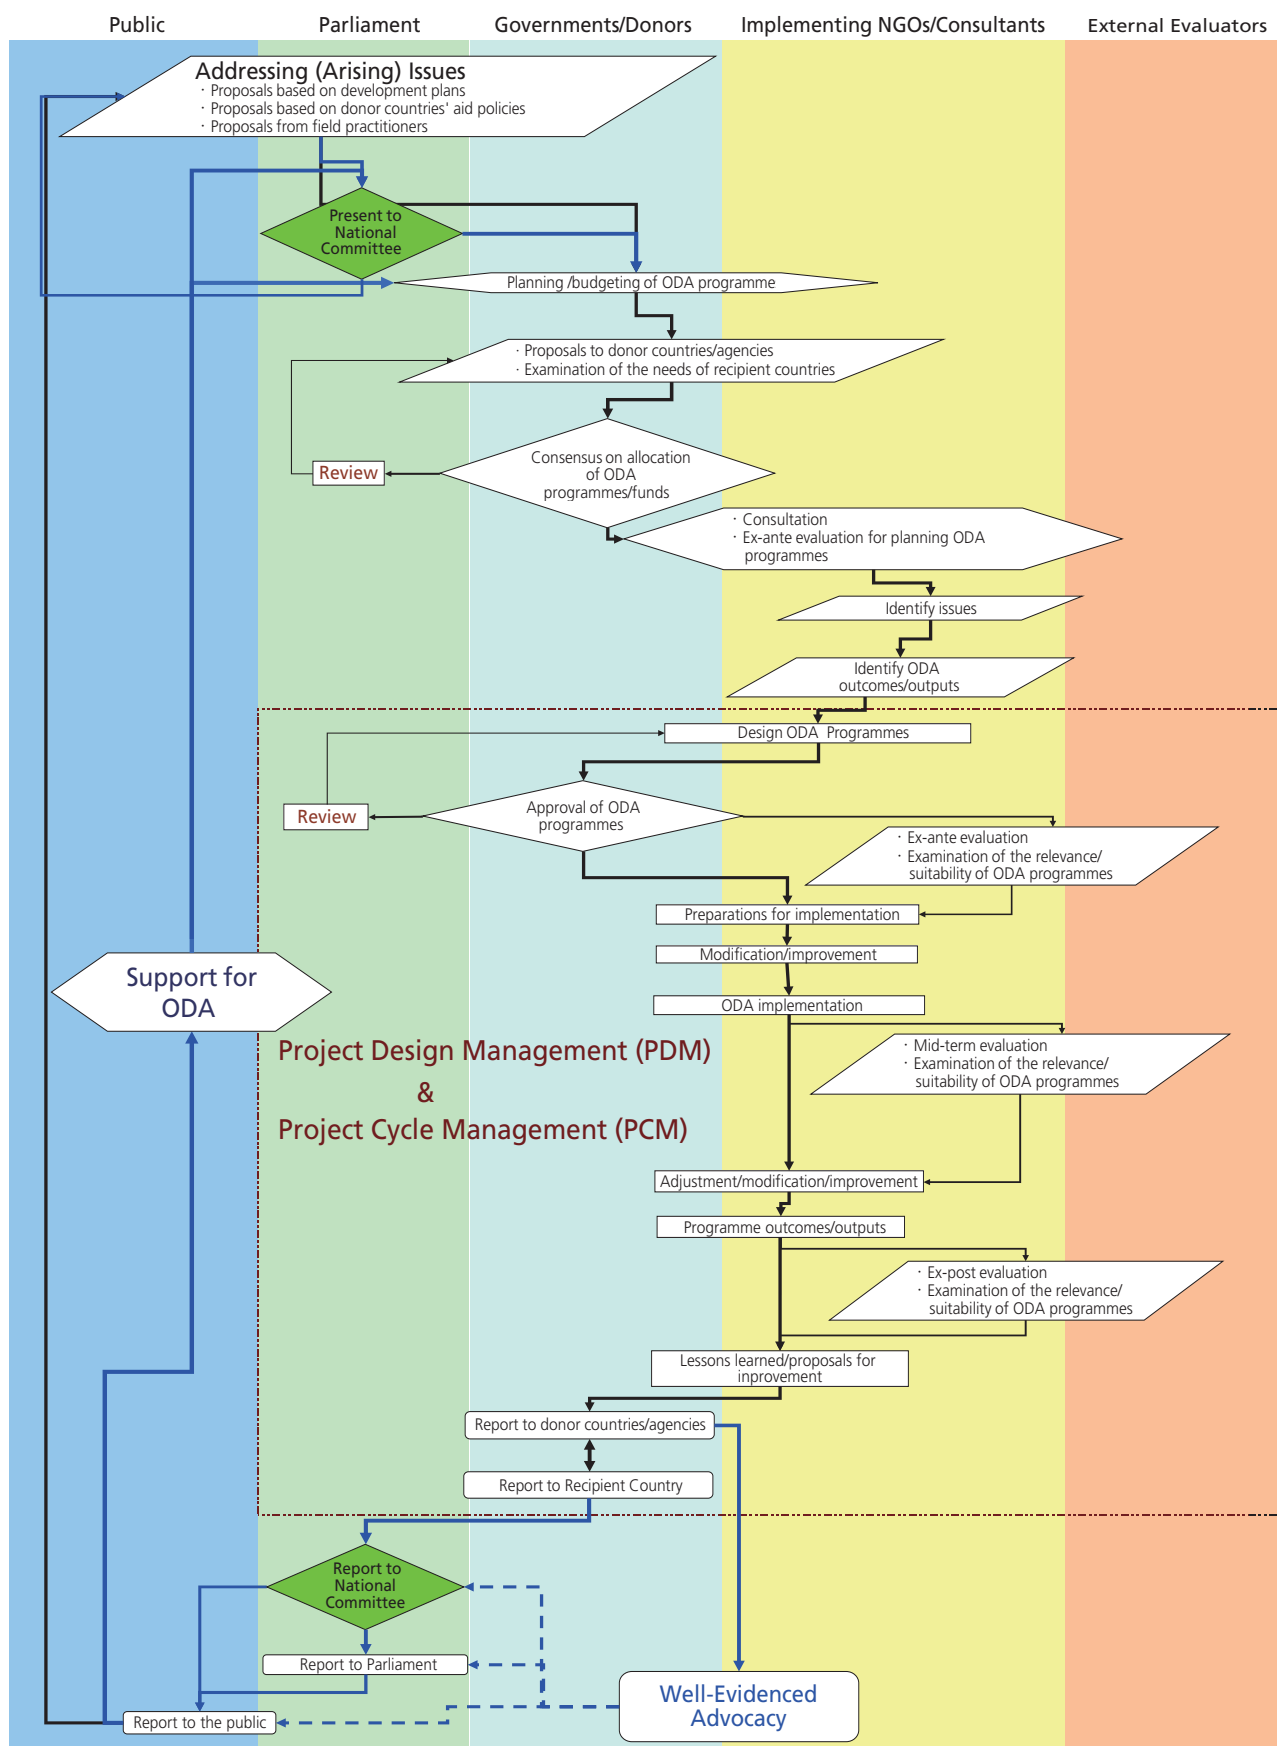 Public
Parliament
Governments/Donors
Implementing NGOs/Consultants
External Evaluators
Addressing (Arising) Issues
· Proposals based on development plans
· Proposals based on donor countries' aid policies
· Proposals from field practitioners
Present to
National
Committee
Planning /budgeting of ODA programme
· Proposals to donor countries/agencies
· Examination of the needs of recipient countries
Consensus on allocation
of ODA
programmes/funds
Review
· Consultation
· Ex-ante evaluation for planning ODA
programmes
Identify issues
Identify ODA
outcomes/outputs
Design ODA Programmes
Approval of ODA
programmes
Review
· Ex-ante evaluation
· Examination of the relevance/
suitability of ODA programmes
Preparations for implementation
Modification/improvement
Support for
ODA
ODA implementation
Project Design Management (PDM)
&
Project Cycle Management (PCM)
· Mid-term evaluation
· Examination of the relevance/
suitability of ODA programmes
Adjustment/modification/improvement
Programme outcomes/outputs
· Ex-post evaluation
· Examination of the relevance/
suitability of ODA programmes
Lessons learned/proposals for
inprovement
Report to donor countries/agencies
Report to Recipient Country
Report to
National
Committee
Report to Parliament
Well-Evidenced
Advocacy
Report to the public